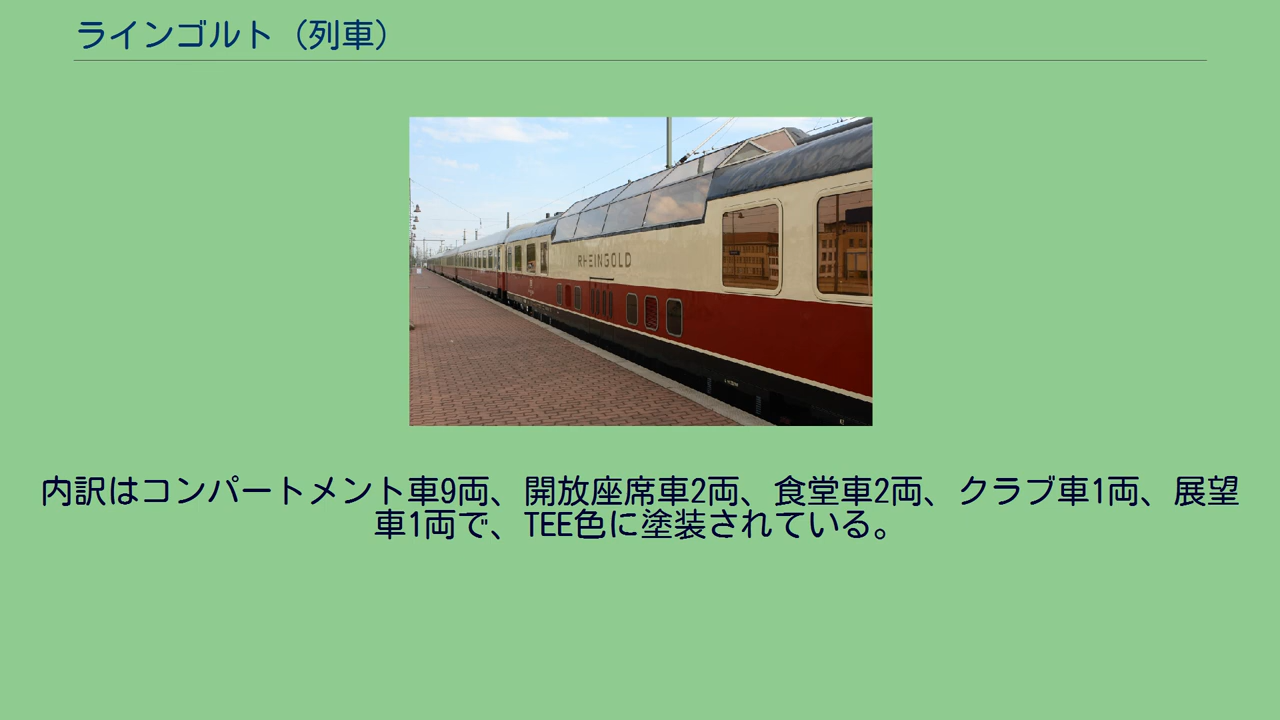 ラインゴルト（列車）
RHEINGOLD
内訳はコンパートメント車9両、開放座席車2両、食堂車2両、クラブ車1両、展望
車1両で、TEE色に塗装されている。